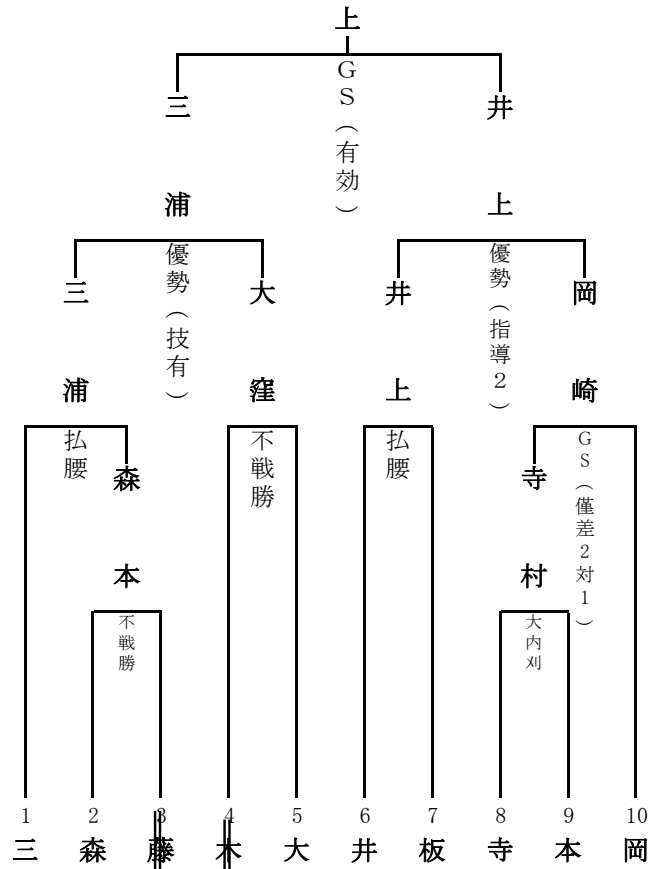 上
GS（有効）
三浦
井上
優勢（技有）
優勢（指導２）
三浦
大窪
井上
岡崎
払腰
不戦勝
払腰
GS（僅差２対１）
森本
寺村
不戦勝
大内刈
1 2 3 4 5 6 7 8 9 10
三 森 藤 木 大 井 板 寺 本 岡